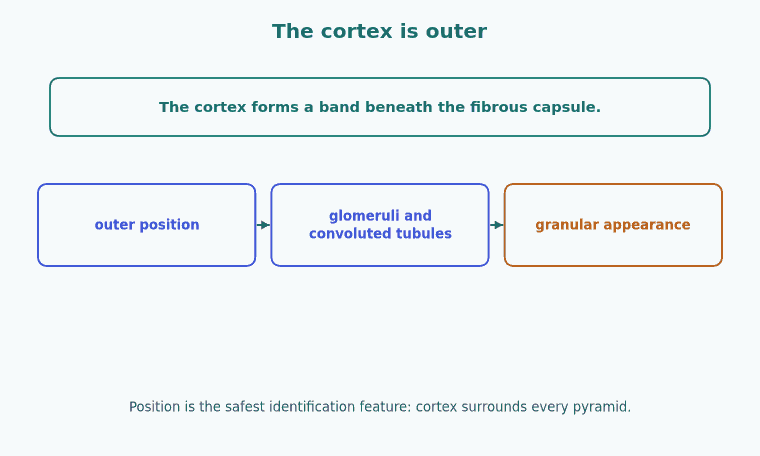 The cortex is outer
The cortex forms a band beneath the fibrous capsule.
outer position
glomeruli and
convoluted tubules
granular appearance
Position is the safest identification feature: cortex surrounds every pyramid.